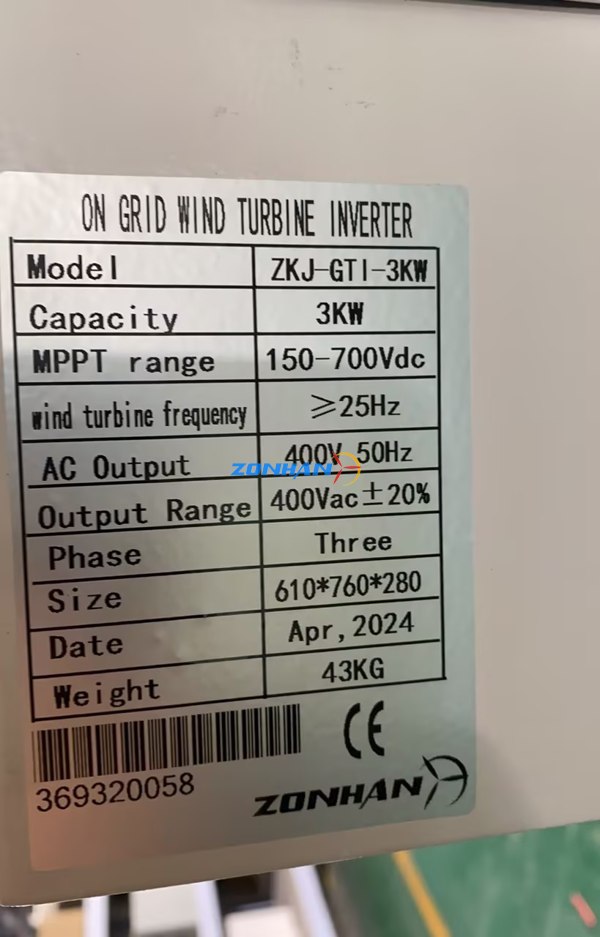 ON GRID WIND TURBINE INVERTER
Model ZKJ-GTI-3KW
Capacity 3KW
MPPT range 150-700Vdc
wind turbine frequency ≥25Hz
AC Output 400V 50Hz
ZONHAN
Output Range 400Vac±20%
Phase Three
Size 610*760*280
Date Apr,2024
Weight 43KG
CE
369320058
ZONHAN